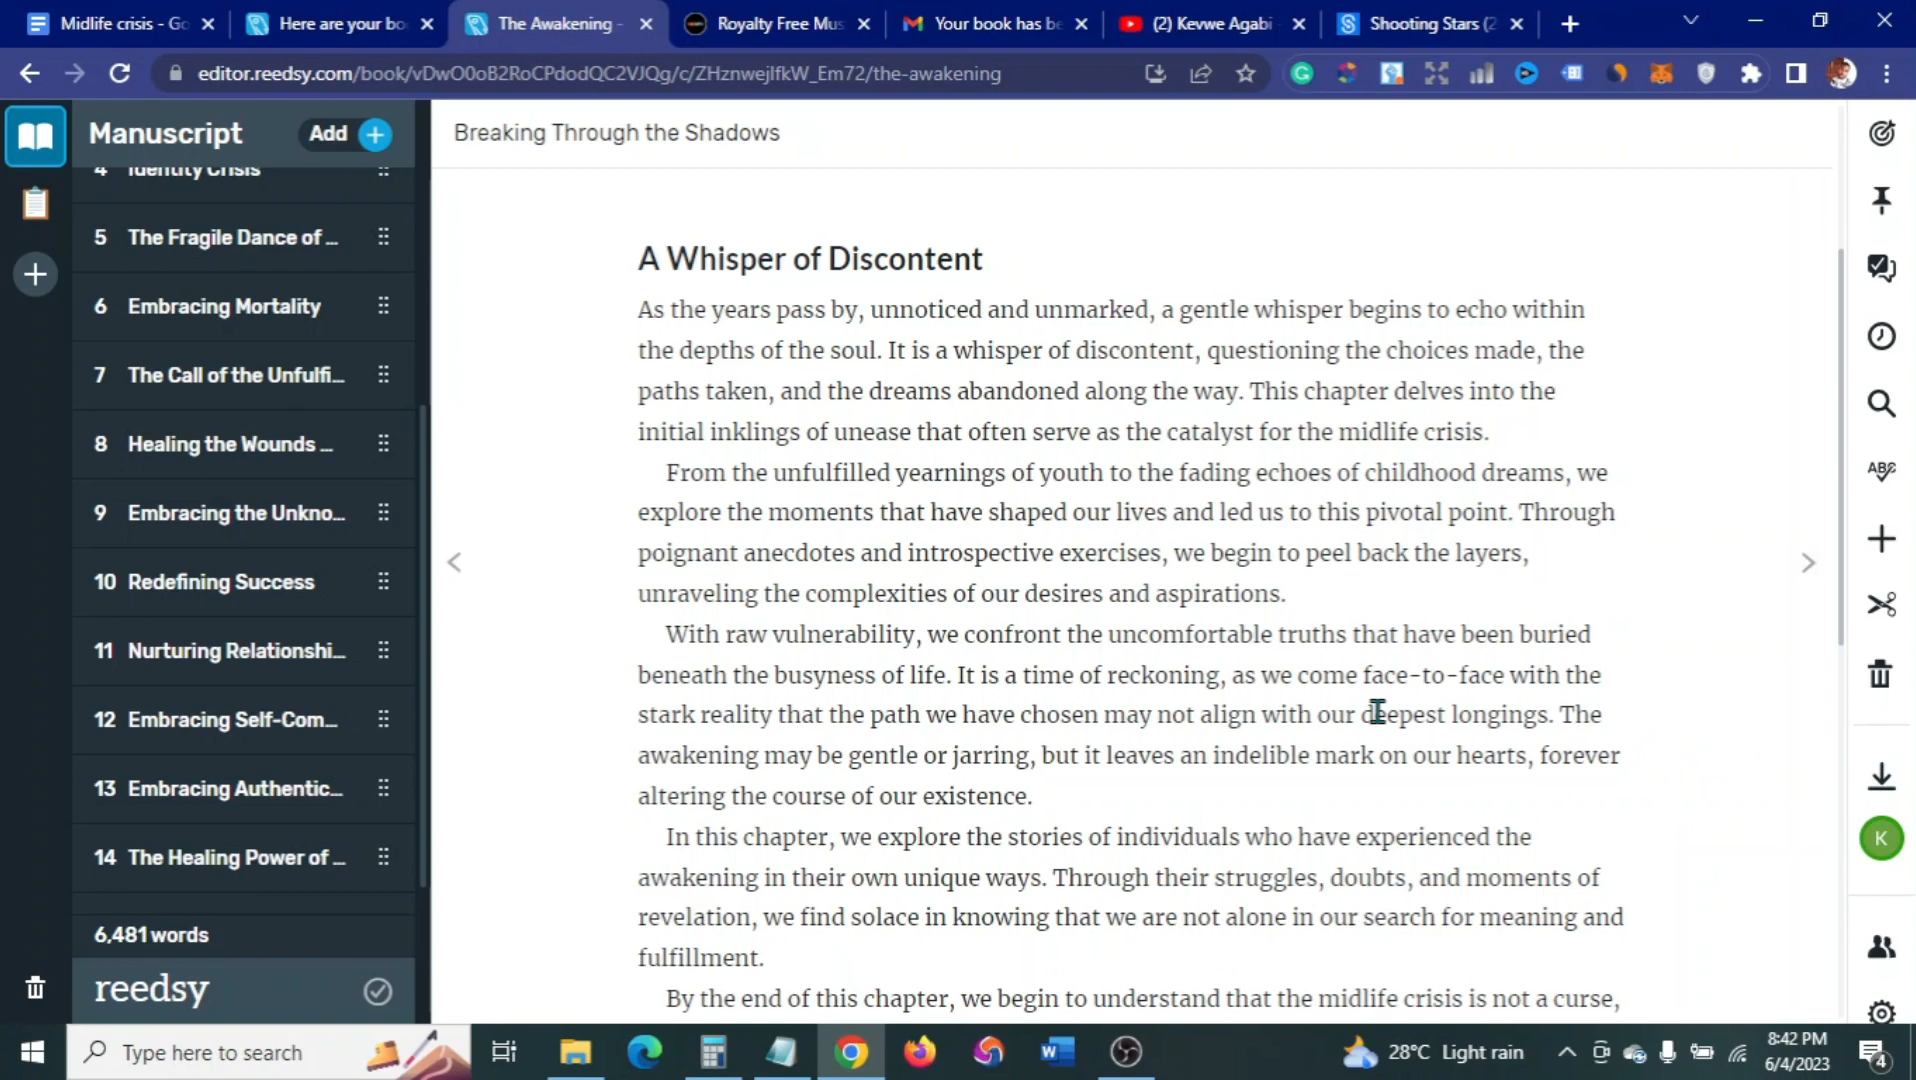 Midlife crisis - Go
Here are your bo
The Awakening -
Royalty Free Mus
Your book has be
(2) Kevwe Agabi
Shooting Stars (2
editor.reedsy.com/book/vDwO0oB2RoCPdodQC2VJQg/c/ZHznwejlfkW_Em72/the-awakening
Manuscript
Add
Breaking Through the Shadows
4 Identity Crisis
5 The Fragile Dance of ...
6 Embracing Mortality
7 The Call of the Unfulfi...
8 Healing the Wounds ...
9 Embracing the Unkno...
10 Redefining Success
11 Nurturing Relationshi...
12 Embracing Self-Com...
13 Embracing Authentic...
14 The Healing Power of ...
6,481 words
reedsy
A Whisper of Discontent
As the years pass by, unnoticed and unmarked, a gentle whisper begins to echo within
the depths of the soul. It is a whisper of discontent, questioning the choices made, the
paths taken, and the dreams abandoned along the way. This chapter delves into the
initial inklings of unease that often serve as the catalyst for the midlife crisis.
From the unfulfilled yearnings of youth to the fading echoes of childhood dreams, we
explore the moments that have shaped our lives and led us to this pivotal point. Through
poignant anecdotes and introspective exercises, we begin to peel back the layers,
unraveling the complexities of our desires and aspirations.
With raw vulnerability, we confront the uncomfortable truths that have been buried
beneath the busyness of life. It is a time of reckoning, as we come face-to-face with the
stark reality that the path we have chosen may not align with our deepest longings. The
awakening may be gentle or jarring, but it leaves an indelible mark on our hearts, forever
altering the course of our existence.
In this chapter, we explore the stories of individuals who have experienced the
awakening in their own unique ways. Through their struggles, doubts, and moments of
revelation, we find solace in knowing that we are not alone in our search for meaning and
fulfillment.
By the end of this chapter, we begin to understand that the midlife crisis is not a curse,
ABC
K
Type here to search
28°C Light rain
8:42 PM
6/4/2023
4